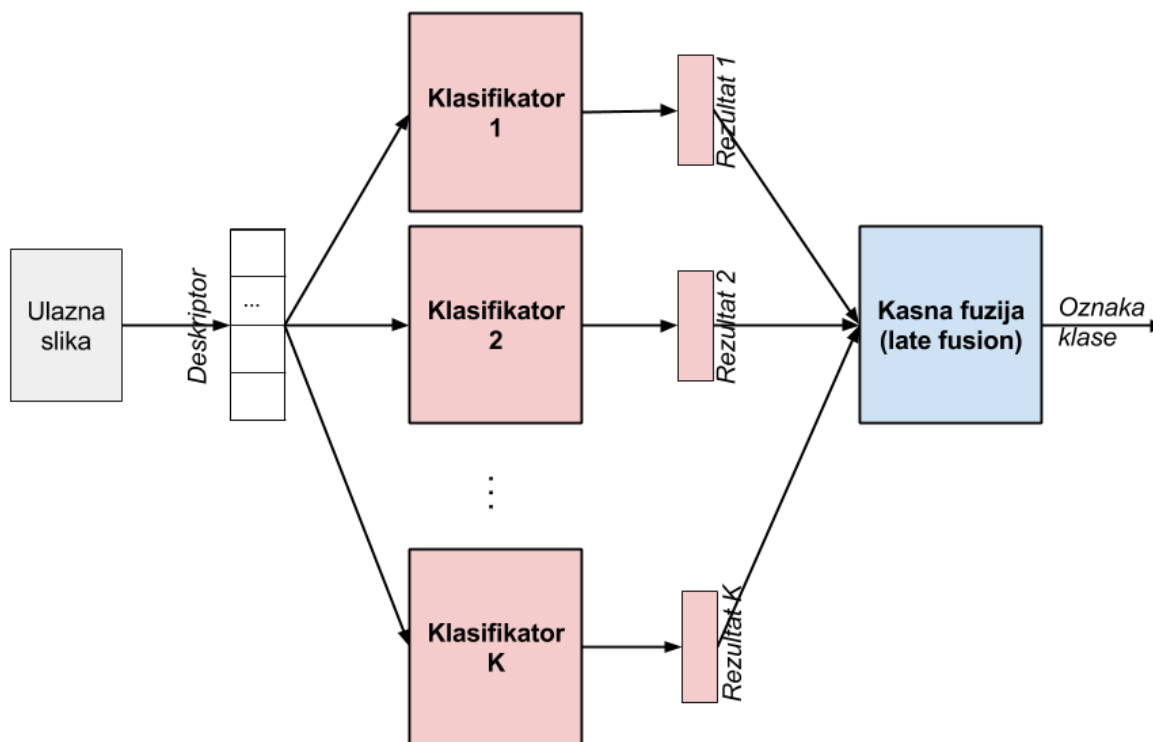 Ulazna
slika
Deskriptor
...
Klasifikator
1
Rezultat 1
Klasifikator
2
Rezultat 2
...
Klasifikator
K
Rezultat K
Kasna fuzija
(late fusion)
Oznaka
klase